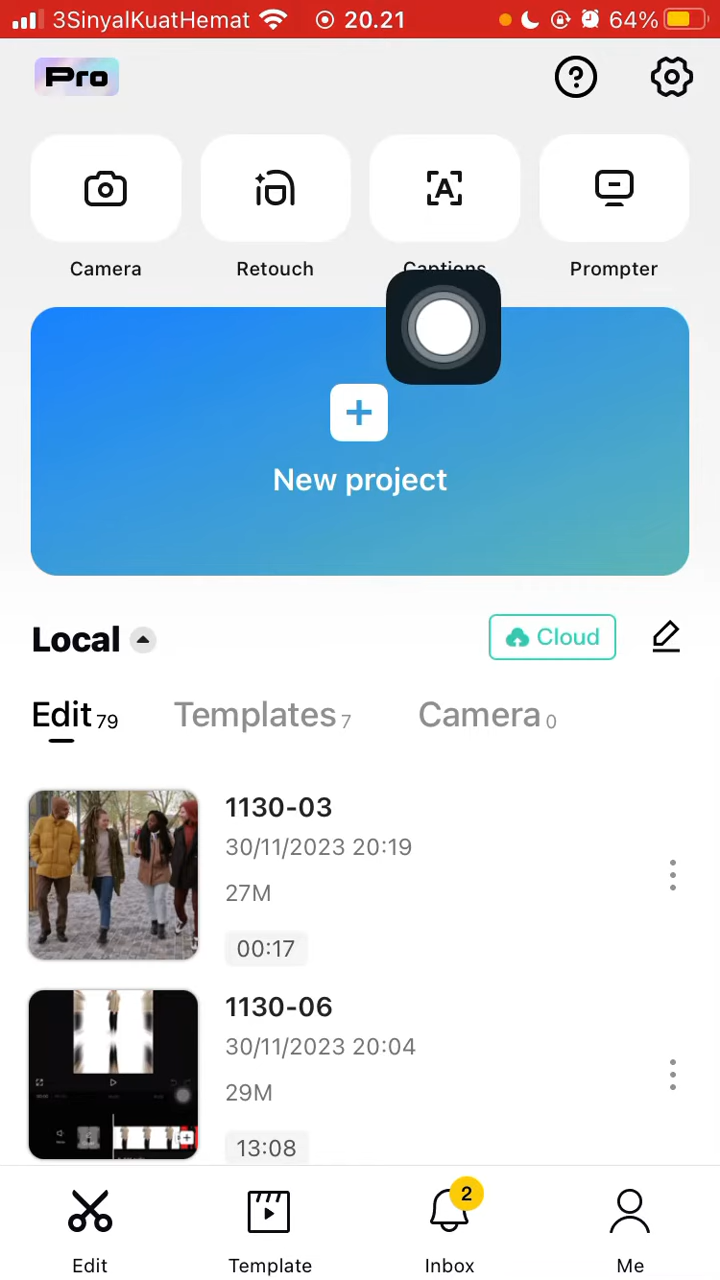 3SinyalKuatHemat 20.21 64%
Pro
Camera Retouch Captions Prompter
New project
Local Cloud
Edit 79 Templates 7 Camera 0
1130-03
30/11/2023 20:19
27M
00:17
1130-06
30/11/2023 20:04
29M
13:08
2
Edit Template Inbox Me